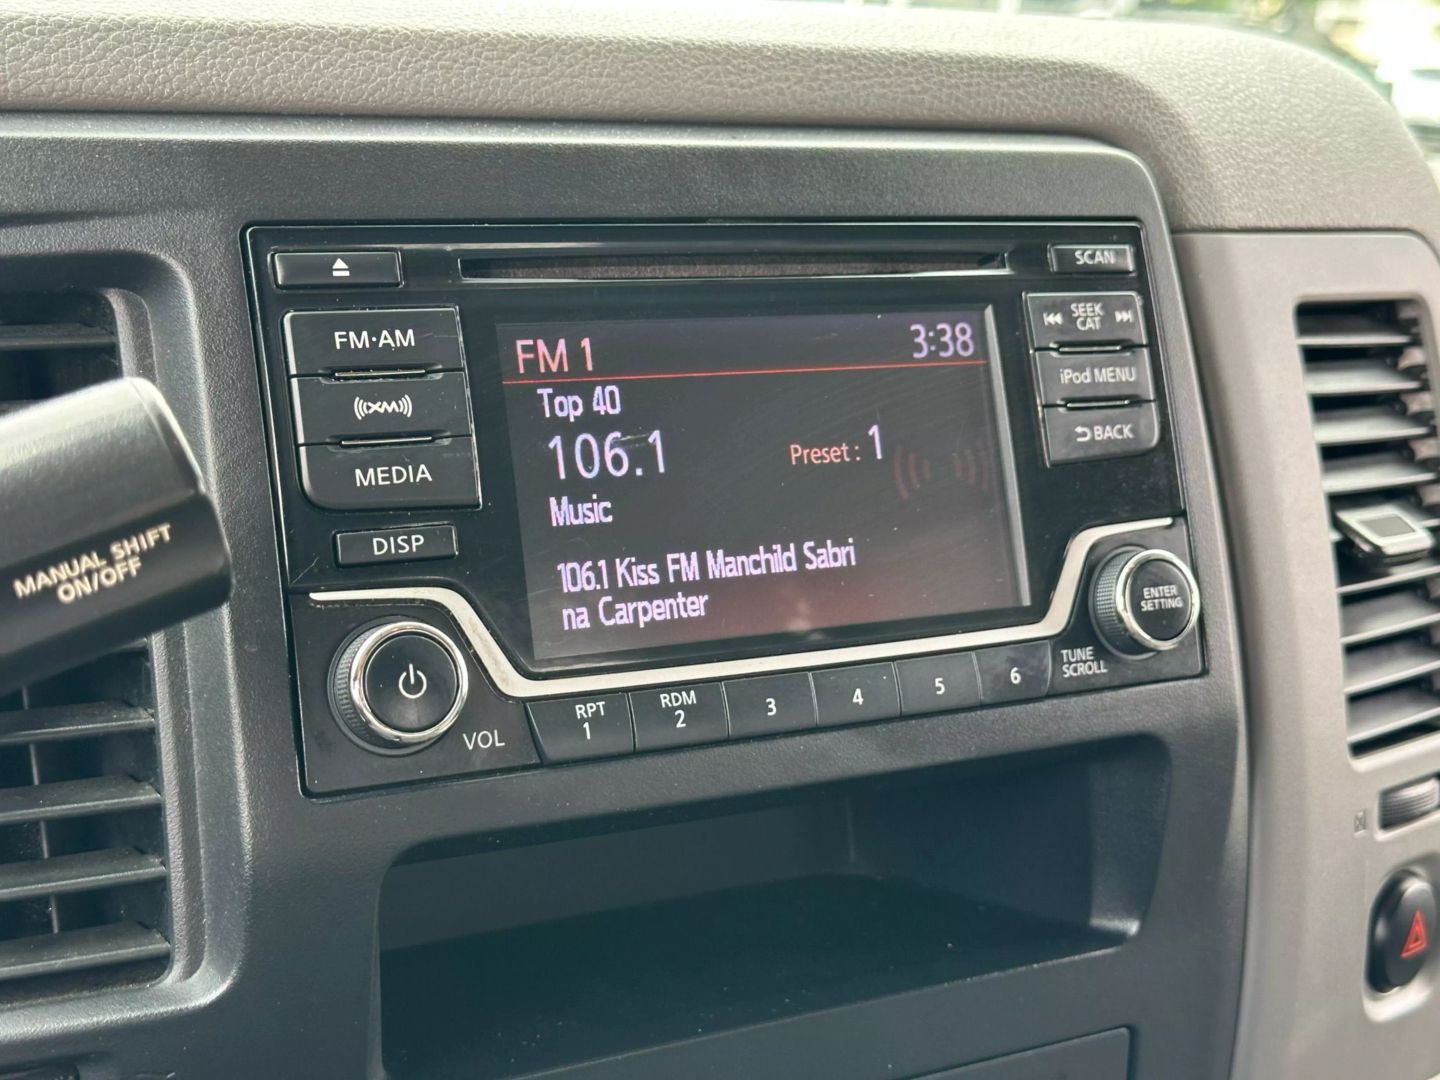 SCAN
FM·AM
SEEK
CAT
FM 1 3:38
XM
iPod MENU
Top 40
106.1 Preset: 1
BACK
MEDIA
Music
DISP
106.1 Kiss FM Manchild Sabri
na Carpenter
MANUAL SHIFT
ON/OFF
ENTER
SETTING
TUNE
SCROLL
VOL
RPT
1
RDM
2
3
4
5
6